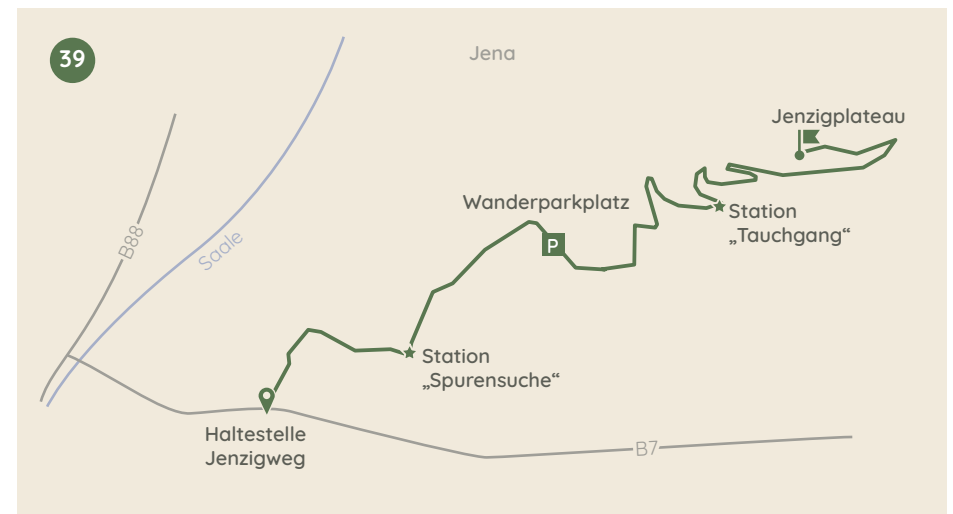 39
Jena
Jenzigplateau
Wanderparkplatz
P
Station
„Tauchgang“
B88
Saale
Station
„Spurensuche“
Haltestelle
Jenzigweg
B7